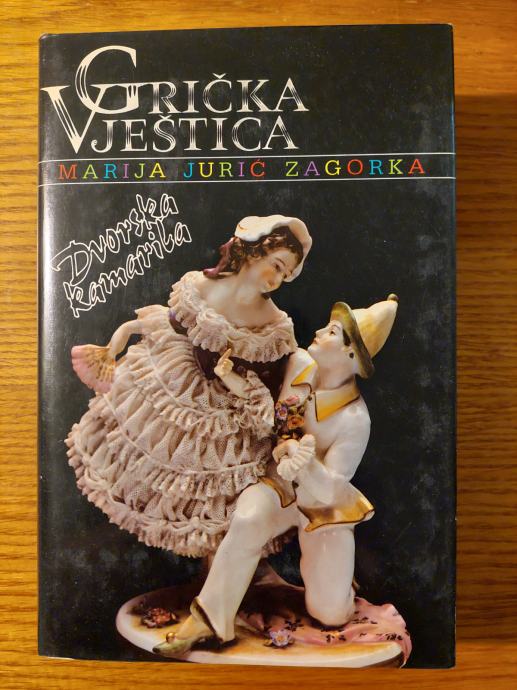 GRIČKA
VJEŠTICA
MARIJA JURIĆ ZAGORKA
Dvorska
kamarila